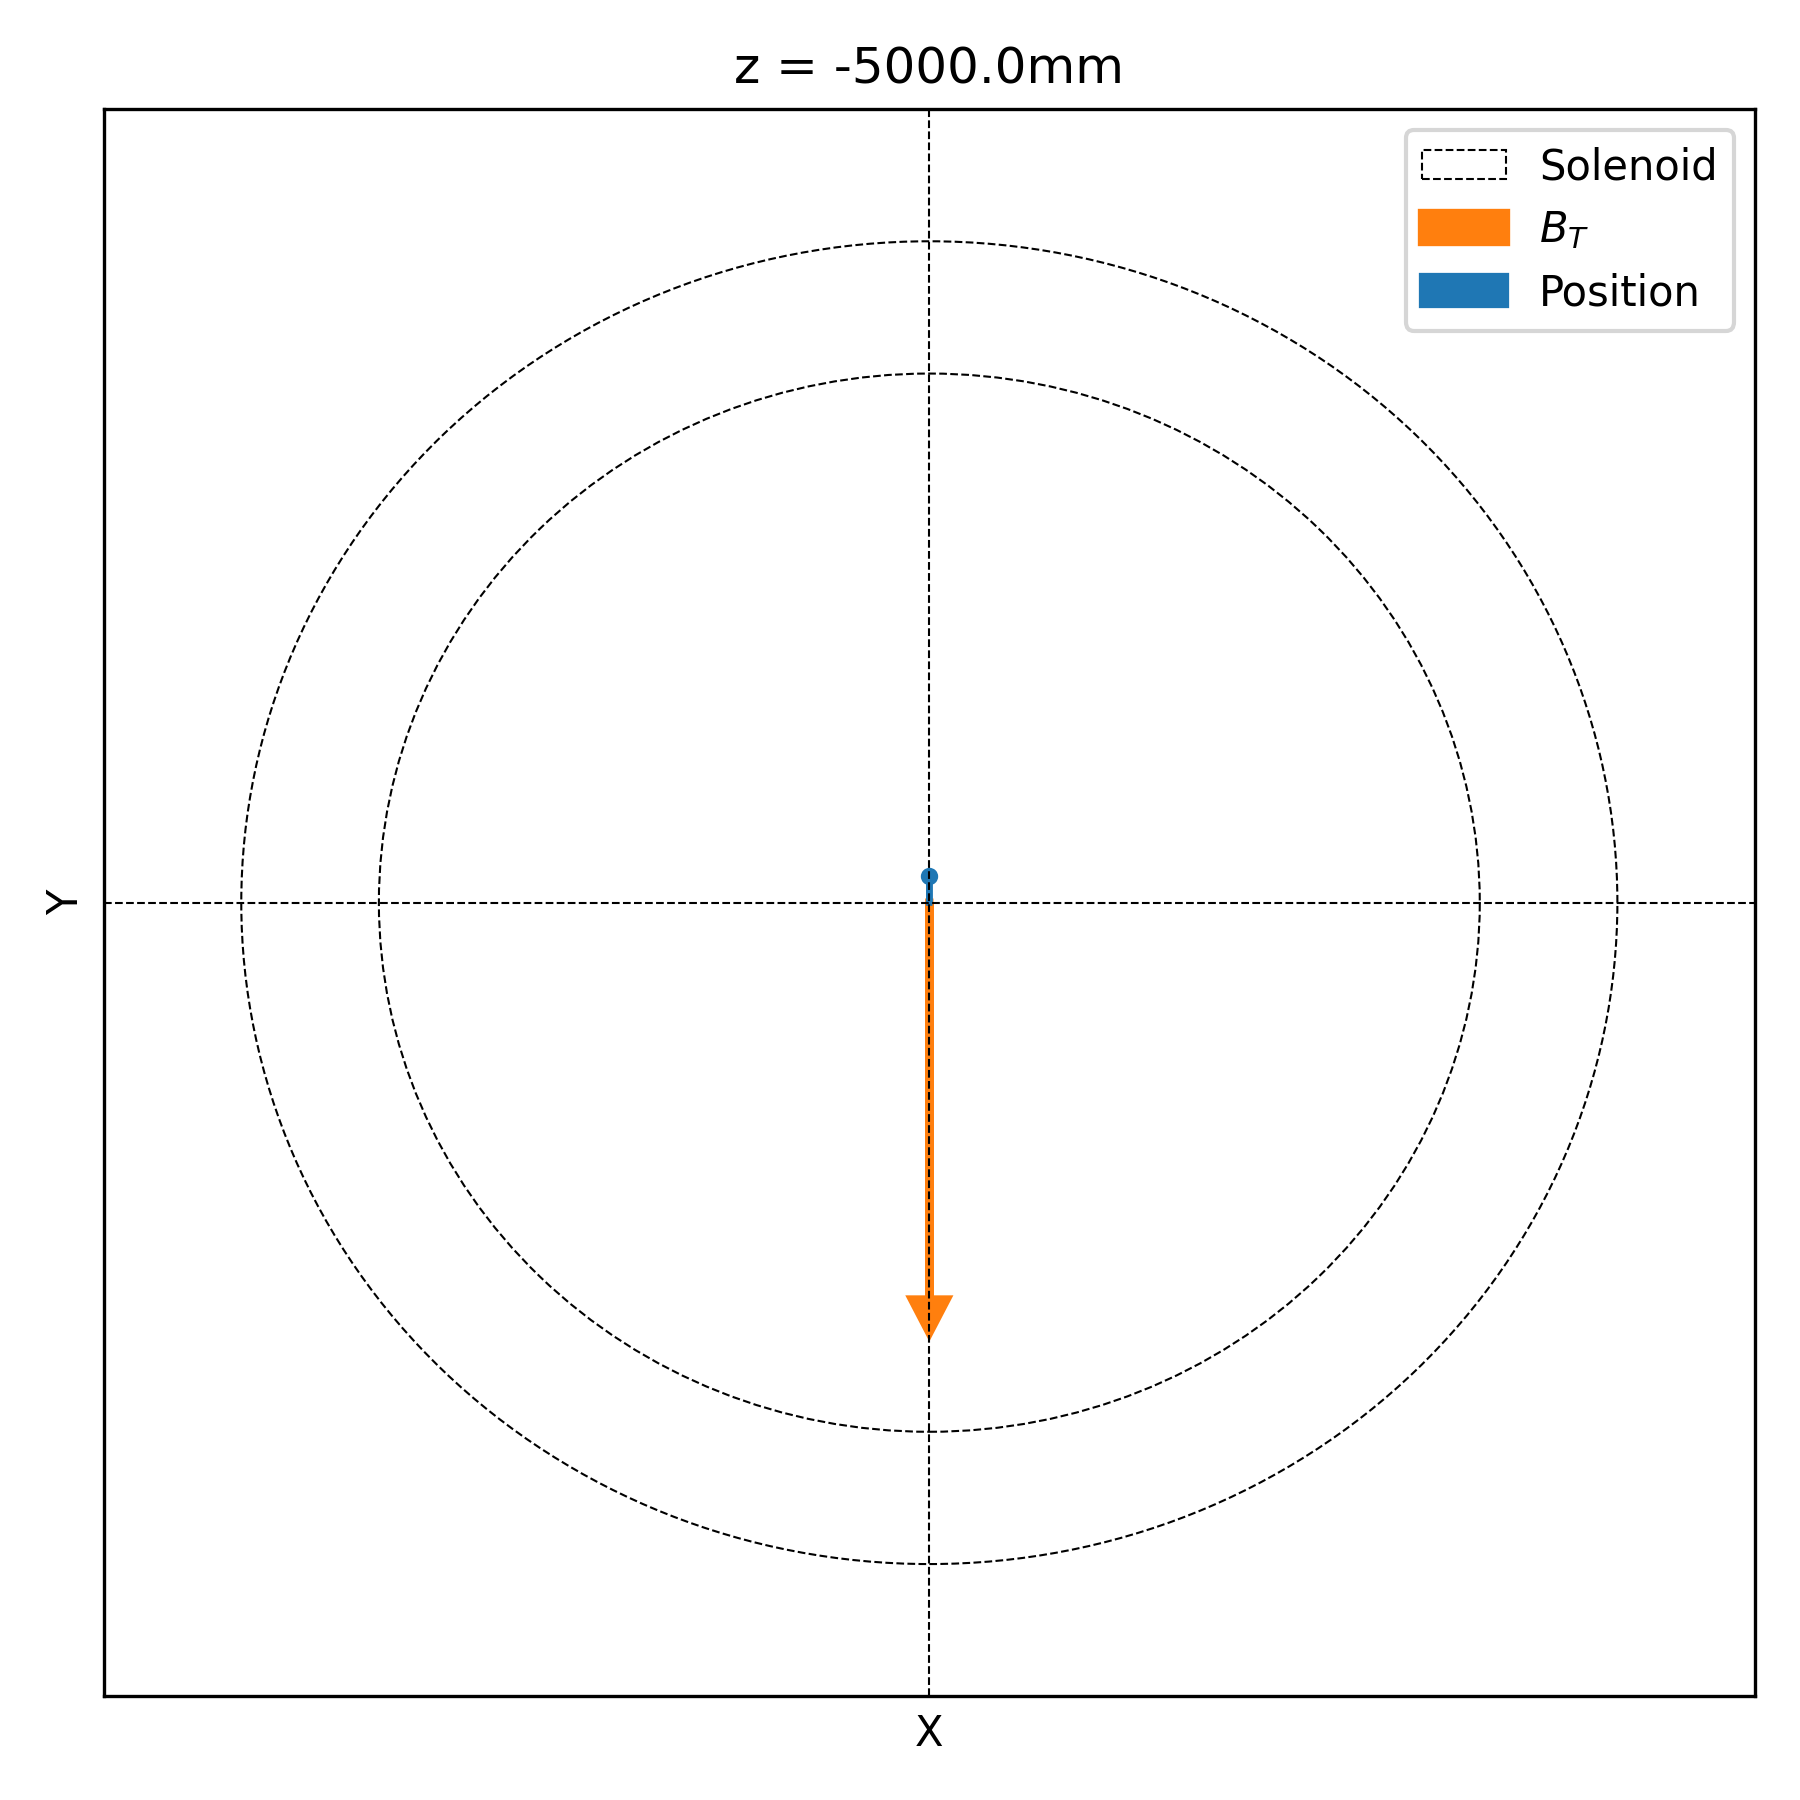 z = -5000.0mm
Solenoid
B_T
Position
Y
X